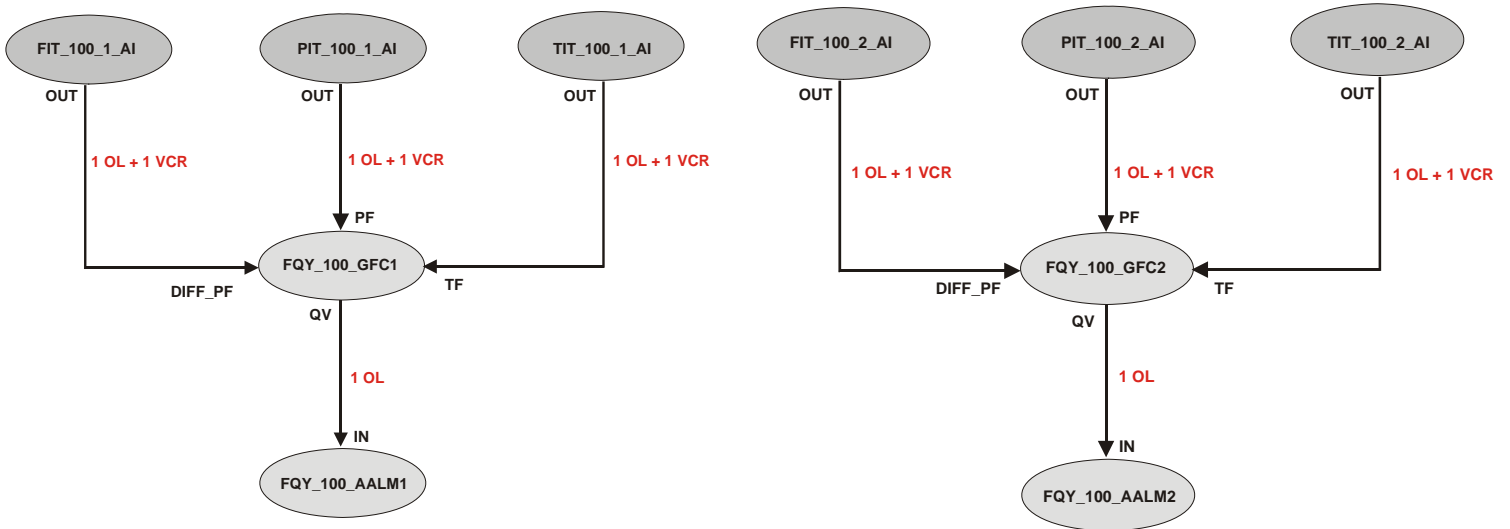 FIT_100_1_AI
PIT_100_1_AI
TIT_100_1_AI
OUT
OUT
OUT
1 OL + 1 VCR
1 OL + 1 VCR
1 OL + 1 VCR
PF
FQY_100_GFC1
DIFF_PF
TF
QV
1 OL
IN
FQY_100_AALM1
FIT_100_2_AI
PIT_100_2_AI
TIT_100_2_AI
OUT
OUT
OUT
1 OL + 1 VCR
1 OL + 1 VCR
1 OL + 1 VCR
PF
FQY_100_GFC2
DIFF_PF
TF
QV
1 OL
IN
FQY_100_AALM2